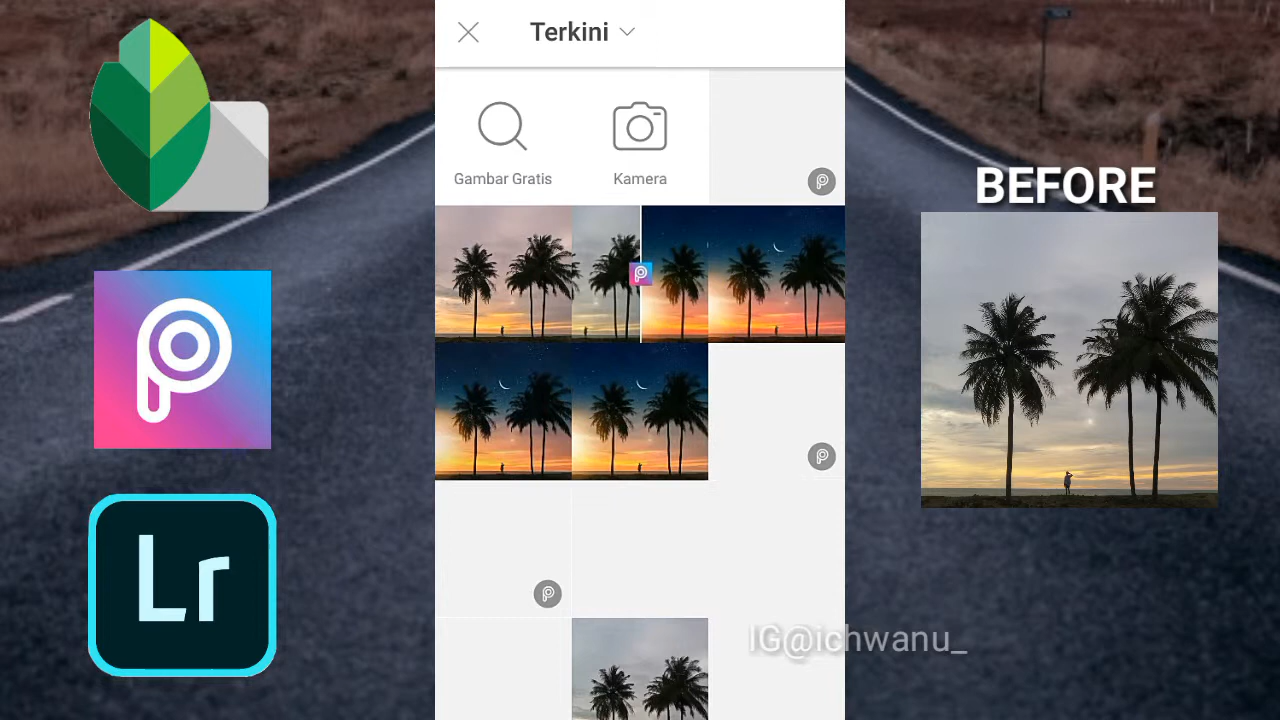 Terkini
Gambar Gratis
Kamera
BEFORE
Lr
IG@ichwanu_